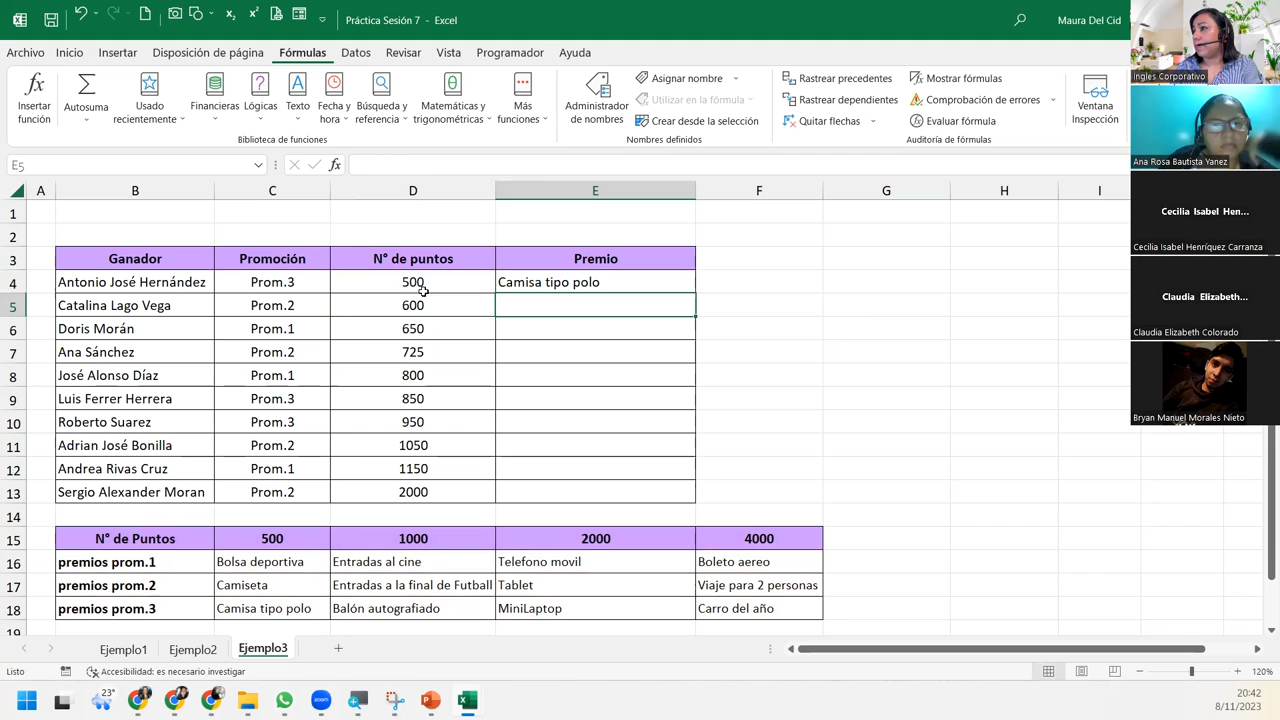 Práctica Sesión 7 - Excel
Maura Del Cid
Archivo Inicio Insertar Disposición de página Fórmulas Datos Revisar Vista Programador Ayuda
Insertar función
Autosuma
Usado recientemente
Financieras
Lógicas
Texto
Fecha y hora
Búsqueda y referencia
Matemáticas y trigonométricas
Más funciones
Biblioteca de funciones
Administrador de nombres
Asignar nombre
Utilizar en la fórmula
Crear desde la selección
Nombres definidos
Rastrear precedentes
Rastrear dependientes
Quitar flechas
Mostrar fórmulas
Comprobación de errores
Evaluar fórmula
Auditoría de fórmulas
Ventana Inspección
E5
fx
A B C D E F G H I
1
2
3 Ganador Promoción N° de puntos Premio
4 Antonio José Hernández Prom.3 500 Camisa tipo polo
5 Catalina Lago Vega Prom.2 600
6 Doris Morán Prom.1 650
7 Ana Sánchez Prom.2 725
8 José Alonso Díaz Prom.1 800
9 Luis Ferrer Herrera Prom.3 850
10 Roberto Suarez Prom.3 950
11 Adrian José Bonilla Prom.2 1050
12 Andrea Rivas Cruz Prom.1 1150
13 Sergio Alexander Moran Prom.2 2000
14
15 N° de Puntos 500 1000 2000 4000
16 premios prom.1 Bolsa deportiva Entradas al cine Telefono movil Boleto aereo
17 premios prom.2 Camiseta Entradas a la final de Futball Tablet Viaje para 2 personas
18 premios prom.3 Camisa tipo polo Balón autografiado MiniLaptop Carro del año
19
Ejemplo1 Ejemplo2 Ejemplo3
Listo
Accesibilidad: es necesario investigar
120%
23°
20:42
8/11/2023
Ingles Corporativo
Ana Rosa Bautista Yanez
Cecilia Isabel Hen...
Cecilia Isabel Henríquez Carranza
Claudia Elizabeth...
Claudia Elizabeth Colorado
Bryan Manuel Morales Nieto